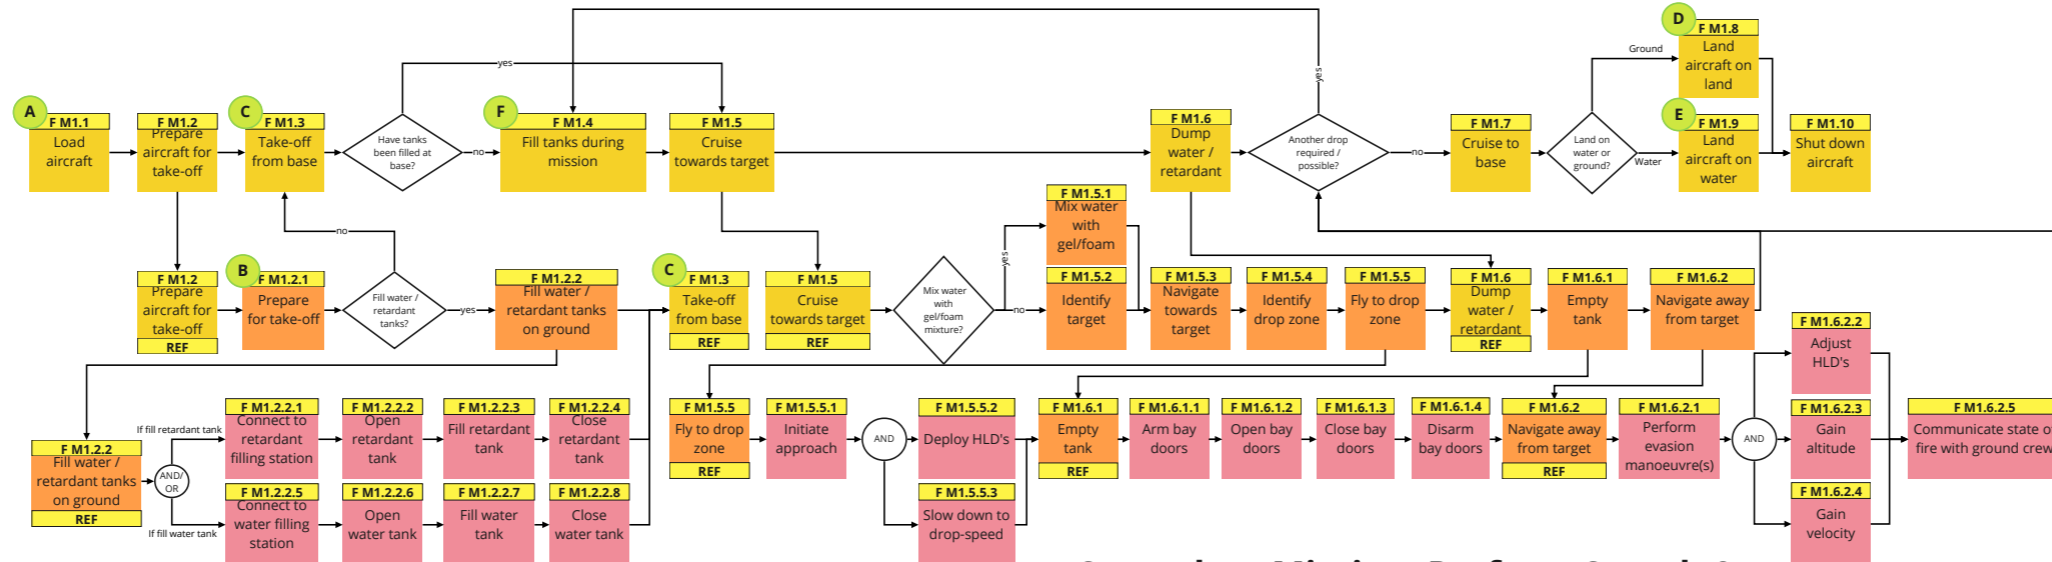 D
F M1.8
Land
aircraft on
land
Ground
yes
yes
A
F M1.1
Load
aircraft
F M1.2
Prepare
aircraft for
take-off
C
F M1.3
Take-off
from base
Have tanks
been filled at
base?
no
F
F M1.4
Fill tanks during
mission
F M1.5
Cruise
towards target
F M1.6
Dump
water /
retardant
Another drop
required /
possible?
no
F M1.7
Cruise to
base
Land on
water or
ground?
Water
E
F M1.9
Land
aircraft on
water
F M1.10
Shut down
aircraft
no
F M1.2
Prepare
aircraft for
take-off
REF
B
F M1.2.1
Prepare
for take-off
Fill water /
retardant
tanks?
yes
F M1.2.2
Fill water /
retardant tanks
on ground
C
F M1.3
Take-off
from base
REF
F M1.5
Cruise
towards target
REF
Mix water
with
gel/foam
mixture?
yes
no
F M1.5.1
Mix water
with
gel/foam
F M1.5.2
Identify
target
F M1.5.3
Navigate
towards
target
F M1.5.4
Identify
drop zone
F M1.5.5
Fly to drop
zone
F M1.6
Dump
water /
retardant
REF
F M1.6.1
Empty
tank
F M1.6.2
Navigate away
from target
F M1.2.2
Fill water /
retardant tanks
on ground
REF
If fill retardant tank
AND/
OR
If fill water tank
F M1.2.2.1
Connect to
retardant
filling station
F M1.2.2.2
Open
retardant
tank
F M1.2.2.3
Fill retardant
tank
F M1.2.2.4
Close
retardant
tank
F M1.2.2.5
Connect to
water filling
station
F M1.2.2.6
Open
water tank
F M1.2.2.7
Fill water
tank
F M1.2.2.8
Close
water tank
F M1.5.5
Fly to drop
zone
REF
F M1.5.5.1
Initiate
approach
AND
F M1.5.5.2
Deploy HLD's
F M1.5.5.3
Slow down to
drop-speed
F M1.6.1
Empty
tank
REF
F M1.6.1.1
Arm bay
doors
F M1.6.1.2
Open bay
doors
F M1.6.1.3
Close bay
doors
F M1.6.1.4
Disarm
bay doors
F M1.6.2
Navigate away
from target
REF
F M1.6.2.1
Perform
evasion
manoeuvre(s)
AND
F M1.6.2.2
Adjust
HLD's
F M1.6.2.3
Gain
altitude
F M1.6.2.4
Gain
velocity
F M1.6.2.5
Communicate state of
fire with ground crew